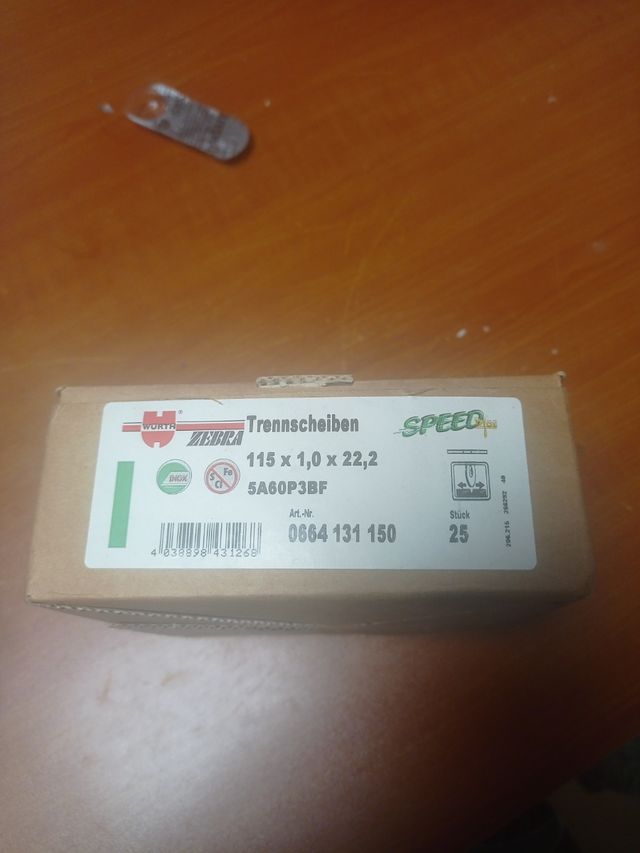 WÜRTH
ZEBRA
Trennscheiben
SPEED
115 x 1,0 x 22,2
INOX
Fe
S
Cl
5A60P3BF
Art.-Nr.
0664 131 150
Stück
25
4 038898 431268